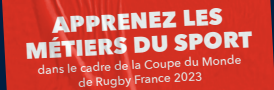 APPRENEZ LES
MÉTIERS DU SPORT
dans le cadre de la Coupe du Monde
de Rugby France 2023